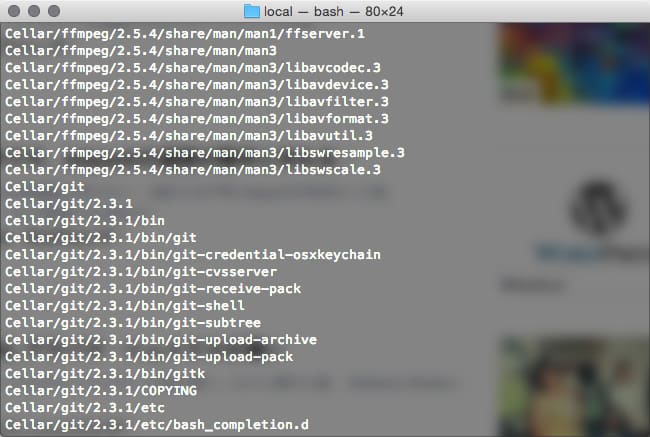 local — bash — 80×24
Cellar/ffmpeg/2.5.4/share/man/man1/ffserver.1
Cellar/ffmpeg/2.5.4/share/man/man3
Cellar/ffmpeg/2.5.4/share/man/man3/libavcodec.3
Cellar/ffmpeg/2.5.4/share/man/man3/libavdevice.3
Cellar/ffmpeg/2.5.4/share/man/man3/libavfilter.3
Cellar/ffmpeg/2.5.4/share/man/man3/libavformat.3
Cellar/ffmpeg/2.5.4/share/man/man3/libavutil.3
Cellar/ffmpeg/2.5.4/share/man/man3/libswresample.3
Cellar/ffmpeg/2.5.4/share/man/man3/libswscale.3
Cellar/git
Cellar/git/2.3.1
Cellar/git/2.3.1/bin
Cellar/git/2.3.1/bin/git
Cellar/git/2.3.1/bin/git-credential-osxkeychain
Cellar/git/2.3.1/bin/git-cvsserver
Cellar/git/2.3.1/bin/git-receive-pack
Cellar/git/2.3.1/bin/git-shell
Cellar/git/2.3.1/bin/git-subtree
Cellar/git/2.3.1/bin/git-upload-archive
Cellar/git/2.3.1/bin/git-upload-pack
Cellar/git/2.3.1/bin/gitk
Cellar/git/2.3.1/COPYING
Cellar/git/2.3.1/etc
Cellar/git/2.3.1/etc/bash_completion.d